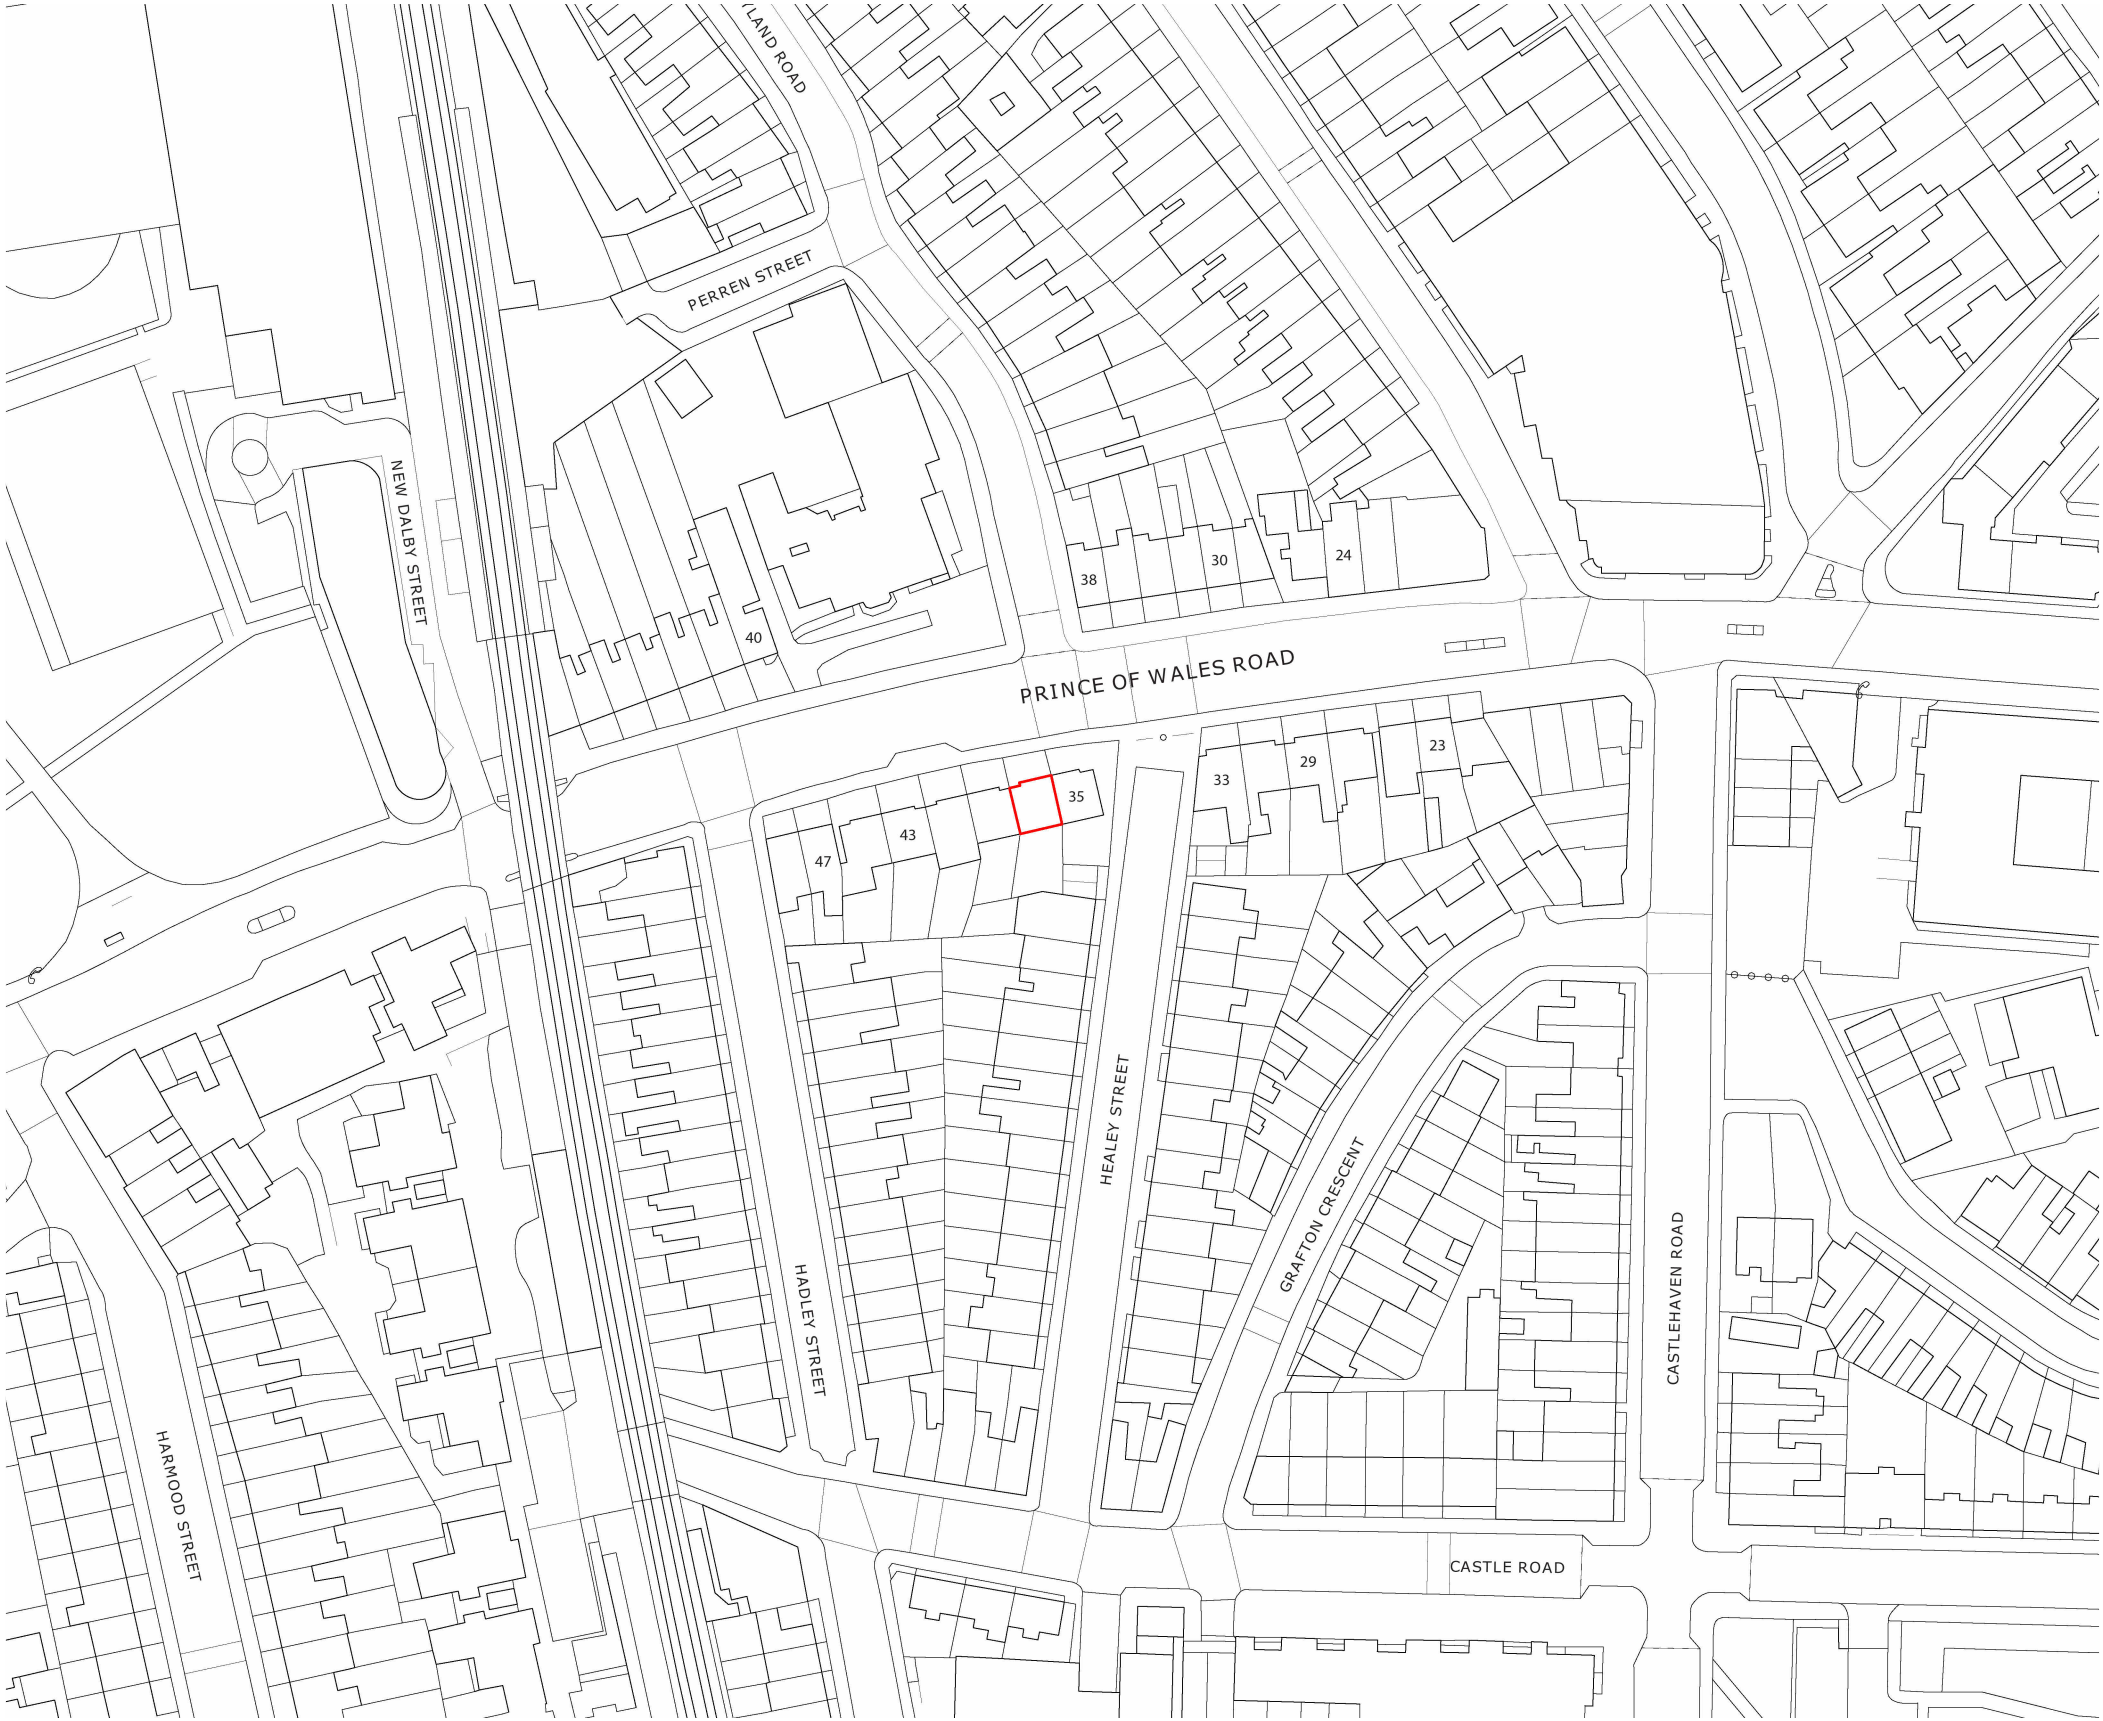 YLAND ROAD
PERREN STREET
NEW DALBY STREET
38
30
24
40
PRINCE OF WALES ROAD
33
29
23
35
43
47
HEALEY STREET
GRAFTON CRESCENT
HADLEY STREET
CASTLEHAVEN ROAD
HARMOOD STREET
CASTLE ROAD